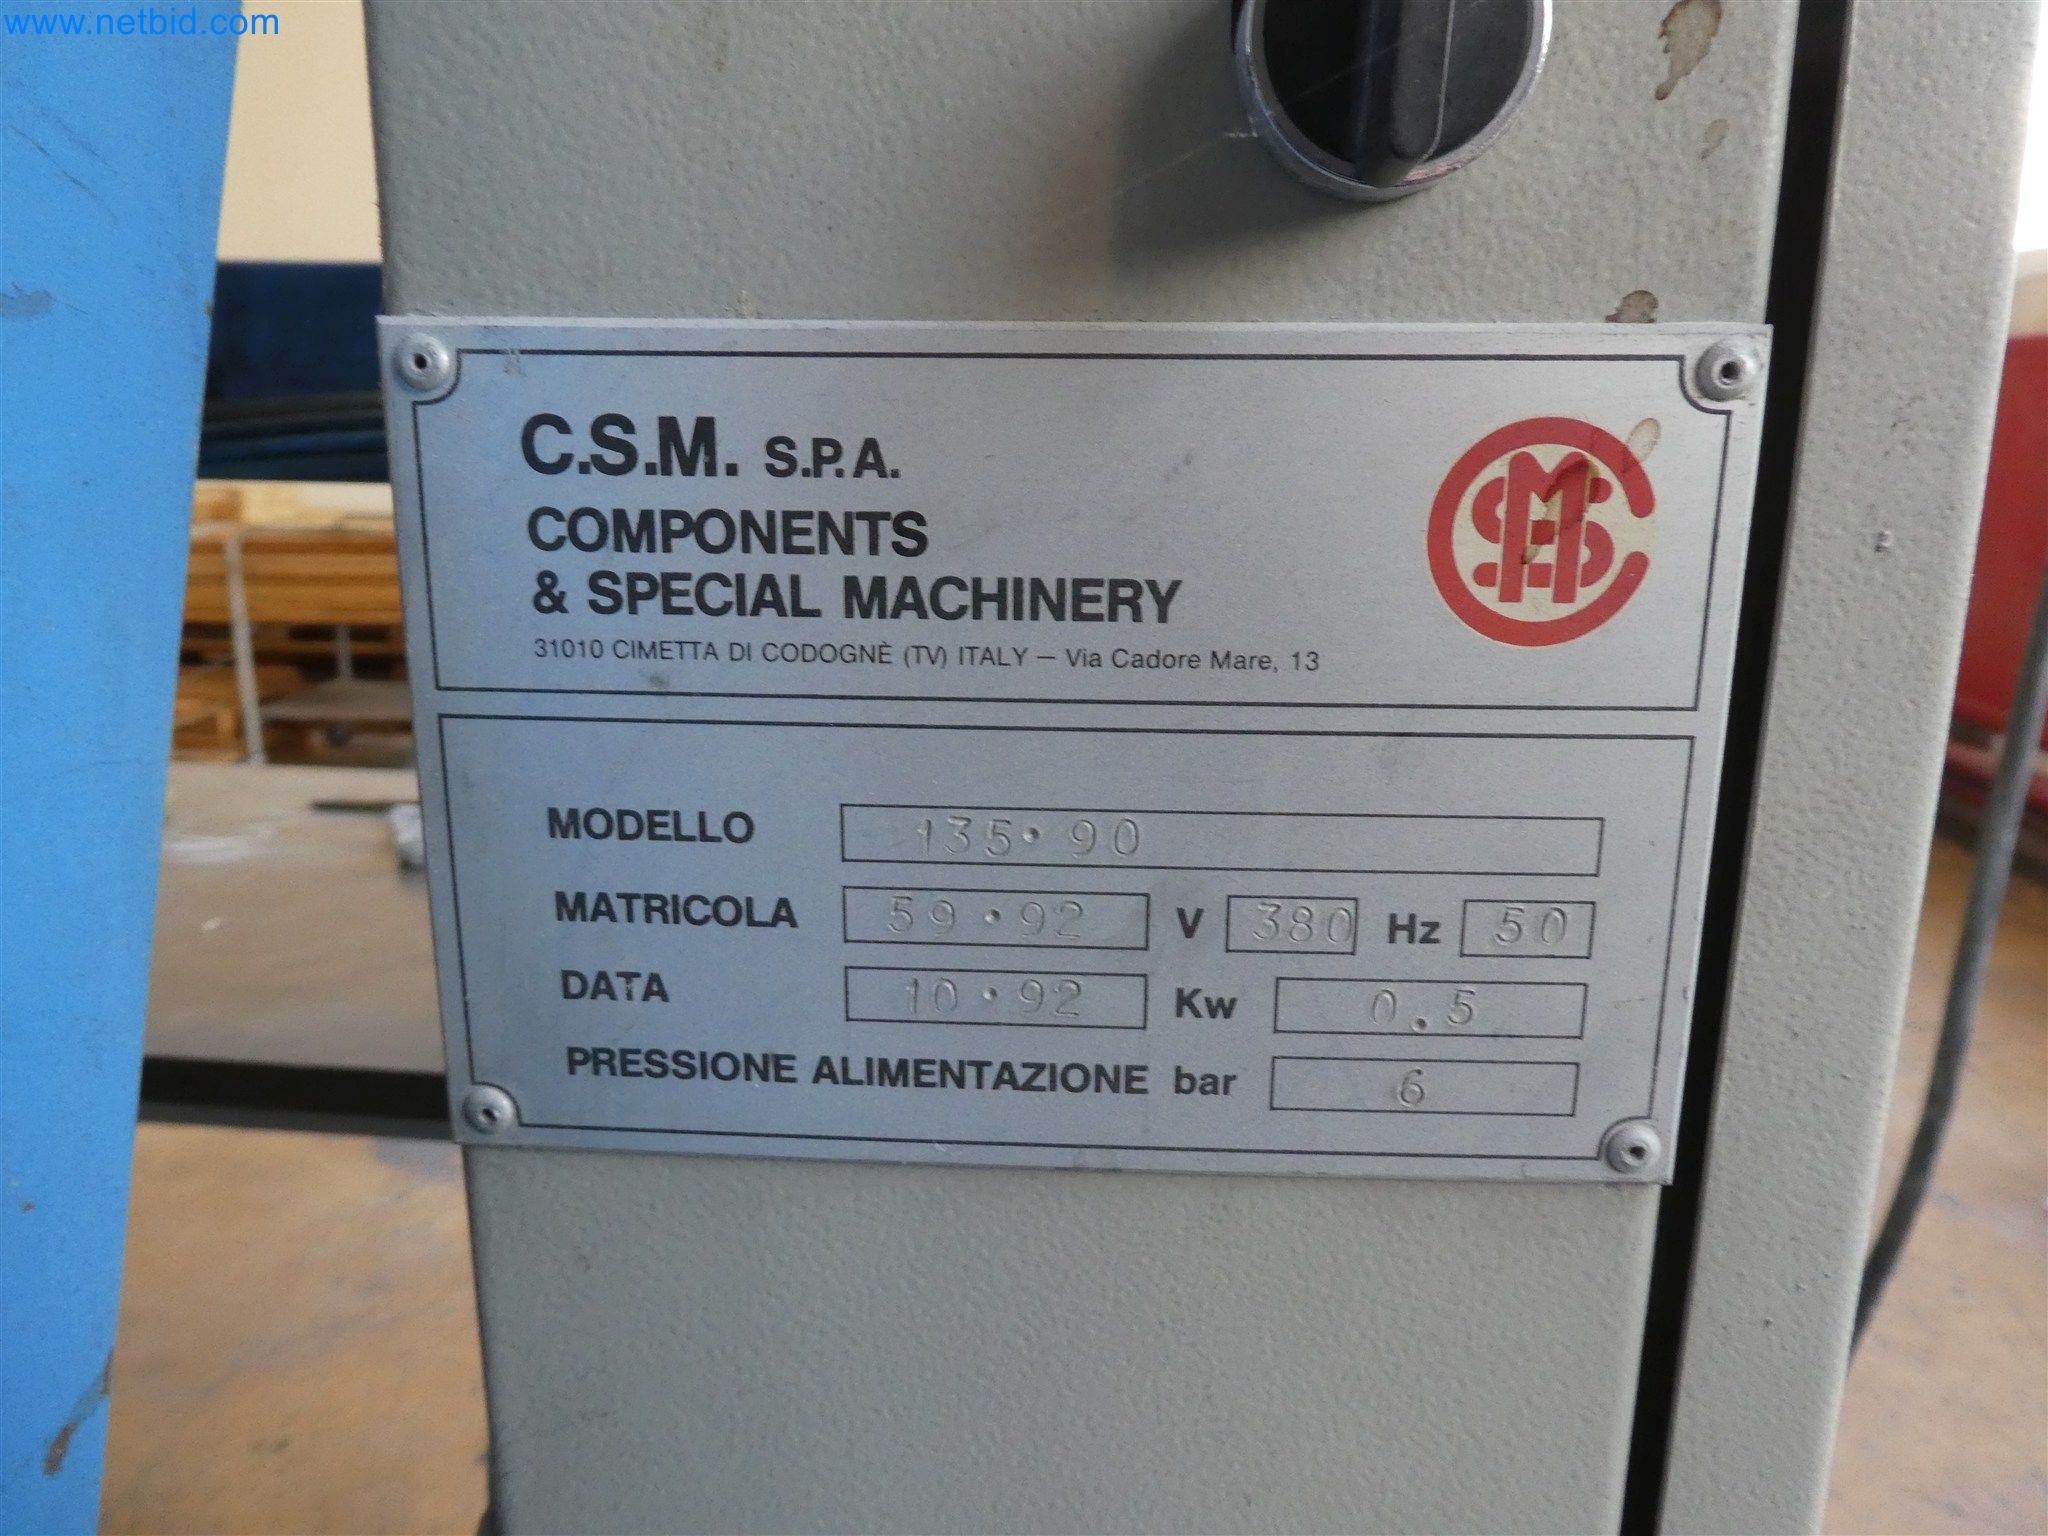 www.netbid.com
C.S.M. S.P.A.
COMPONENTS
& SPECIAL MACHINERY
31010 CIMETTA DI CODOGNÈ (TV) ITALY – Via Cadore Mare, 13
CSM
MODELLO 135·90
MATRICOLA 59·92 V 380 Hz 50
DATA 10·92 Kw 0.5
PRESSIONE ALIMENTAZIONE bar 6